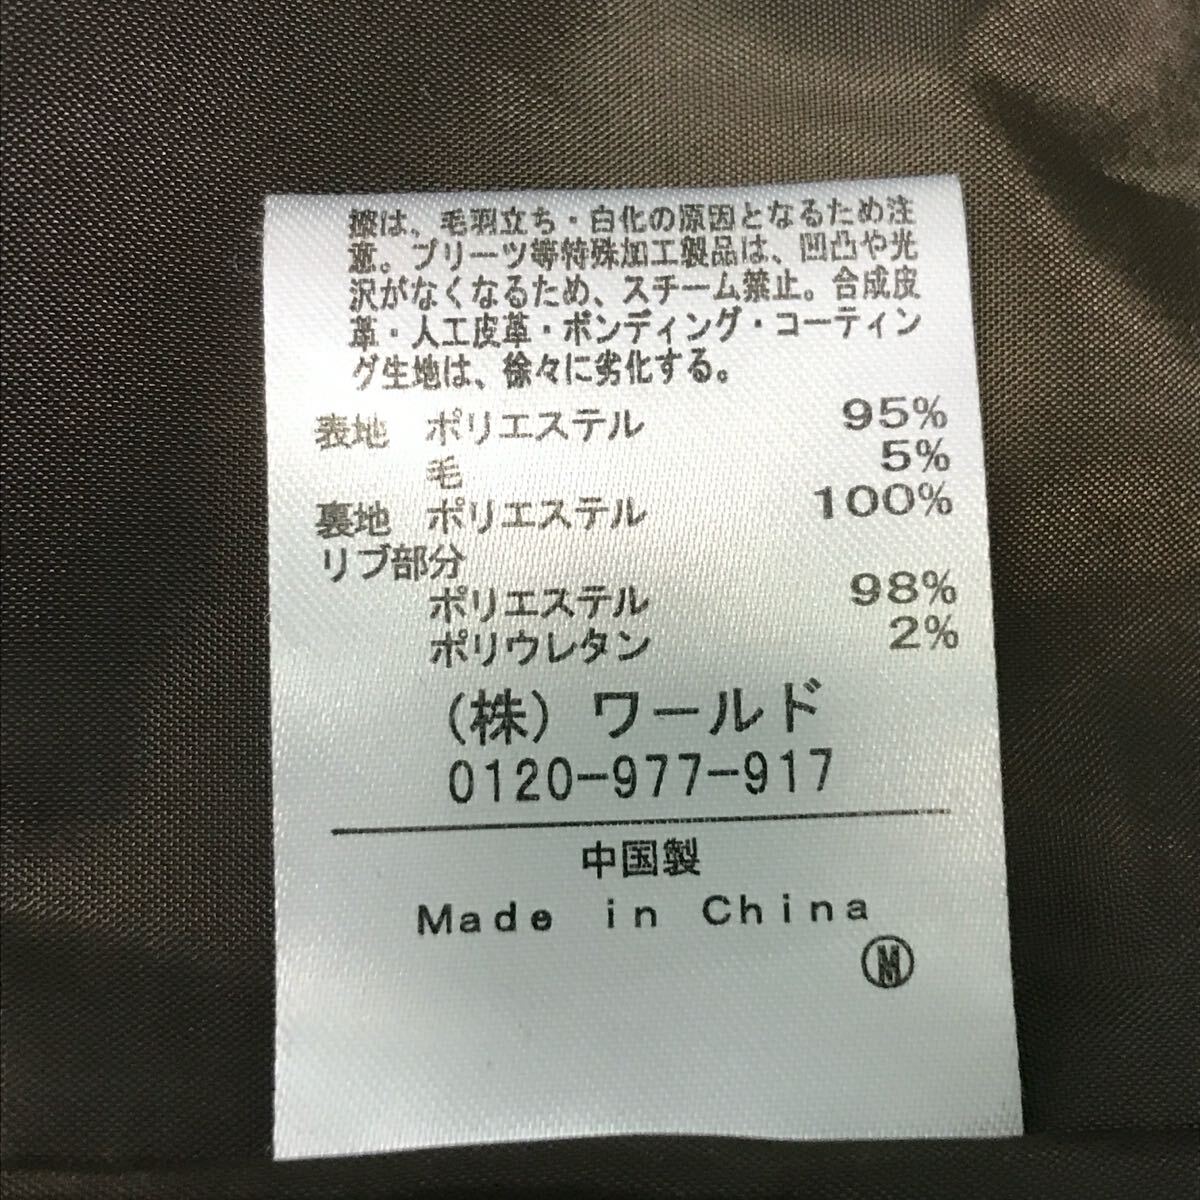 擦は、毛羽立ち・白化の原因となるため注
意。プリーツ等特殊加工製品は、凹凸や光
沢がなくなるため、スチーム禁止。合成皮
革・人工皮革・ボンディング・コーティン
グ生地は、徐々に劣化する。
表地 ポリエステル 95%
毛 5%
裏地 ポリエステル 100%
リブ部分
ポリエステル 98%
ポリウレタン 2%
(株) ワールド
0120-977-917
中国製
Made in China
Ⓜ